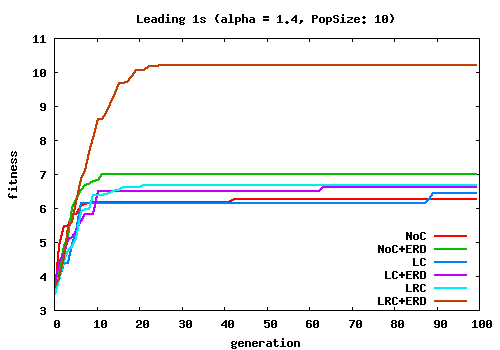 Leading 1s (alpha = 1.4, PopSize: 10)
11
10
9
8
7
6
5
4
3
fitness
NoC
NoC+ERD
LC
LC+ERD
LRC
LRC+ERD
0 10 20 30 40 50 60 70 80 90 100
generation